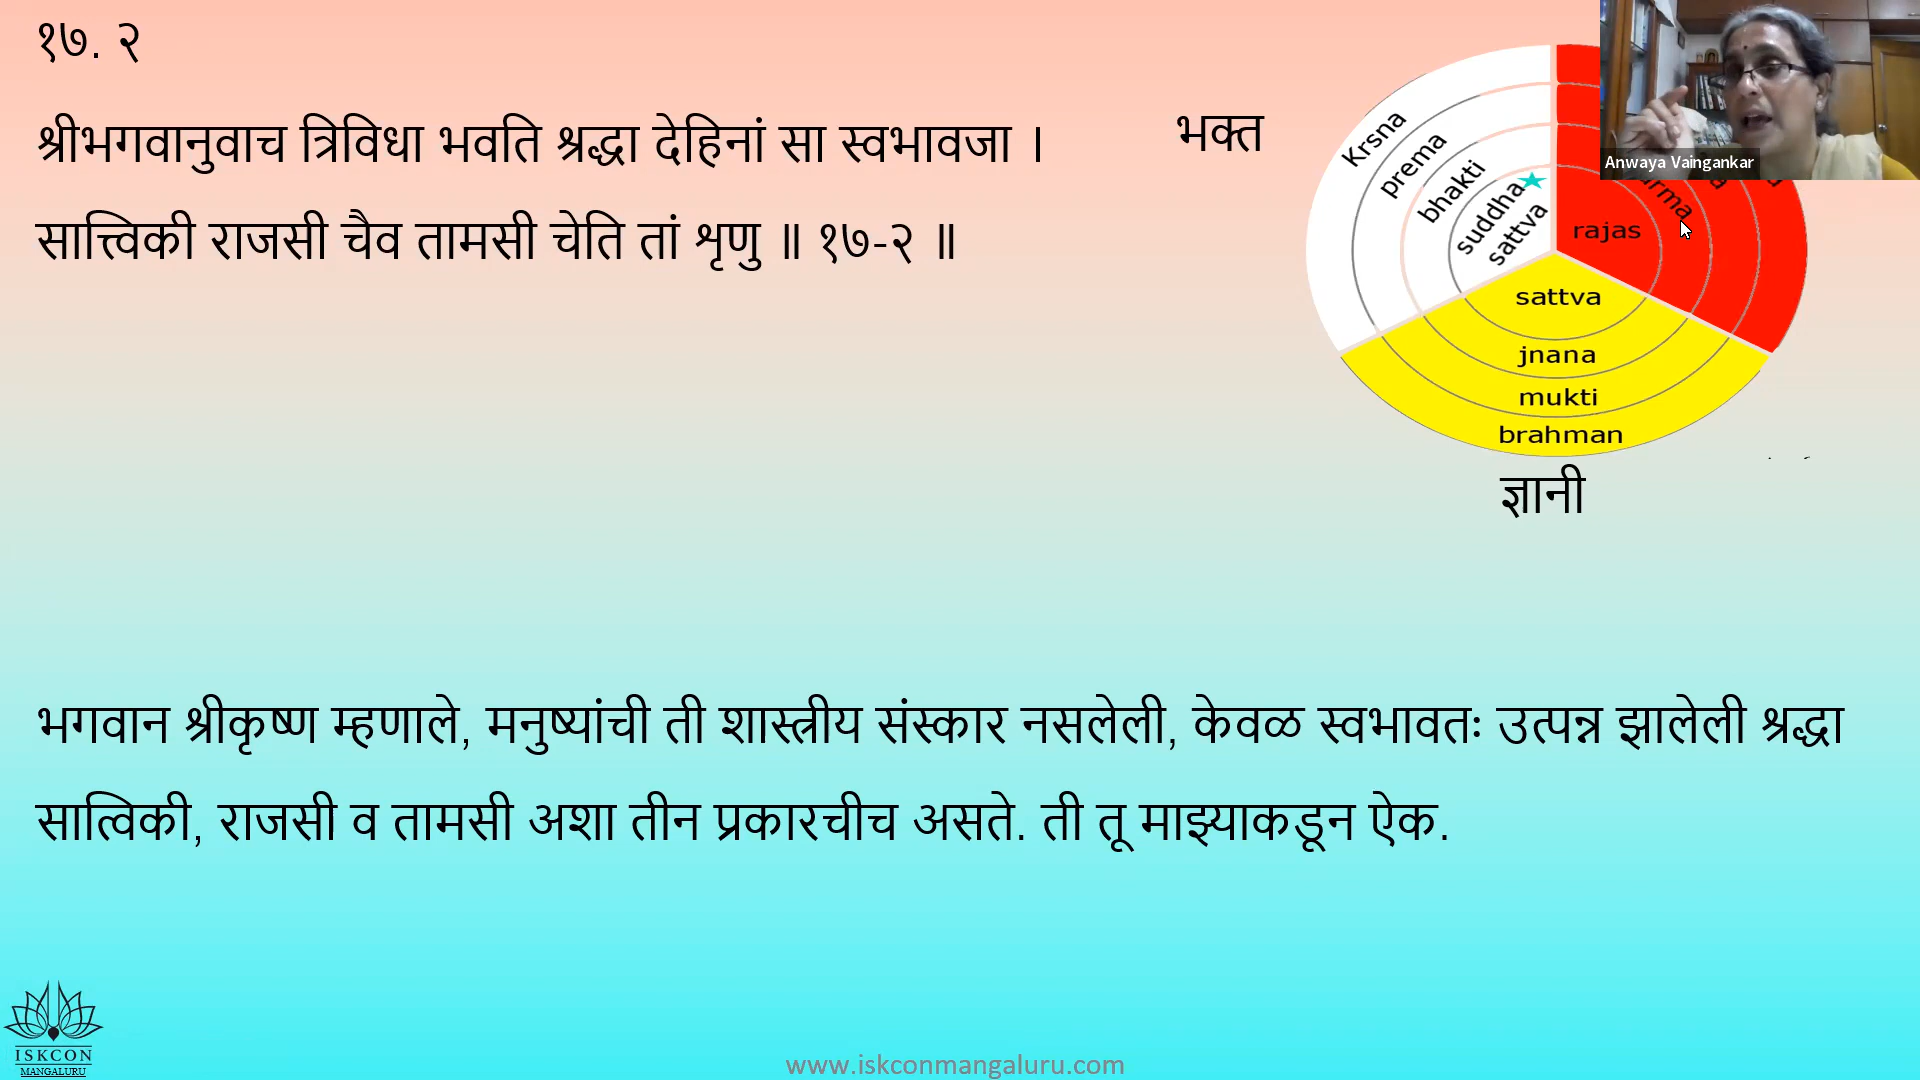 १७. २
श्रीभगवानुवाच त्रिविधा भवति श्रद्धा देहिनां सा स्वभावजा ।
सात्त्विकी राजसी चैव तामसी चेति तां शृणु ॥ १७-२ ॥
भक्त
Krsna
prema
bhakti
suddha
sattva
rajas
sattva
jnana
mukti
brahman
ज्ञानी
Anwaya Vaingankar
भगवान श्रीकृष्ण म्हणाले, मनुष्यांची ती शास्त्रीय संस्कार नसलेली, केवळ स्वभावतः उत्पन्न झालेली श्रद्धा
सात्विकी, राजसी व तामसी अशा तीन प्रकारचीच असते. ती तू माझ्याकडून ऐक.
ISKCON
MANGALURU
www.iskconmangaluru.com